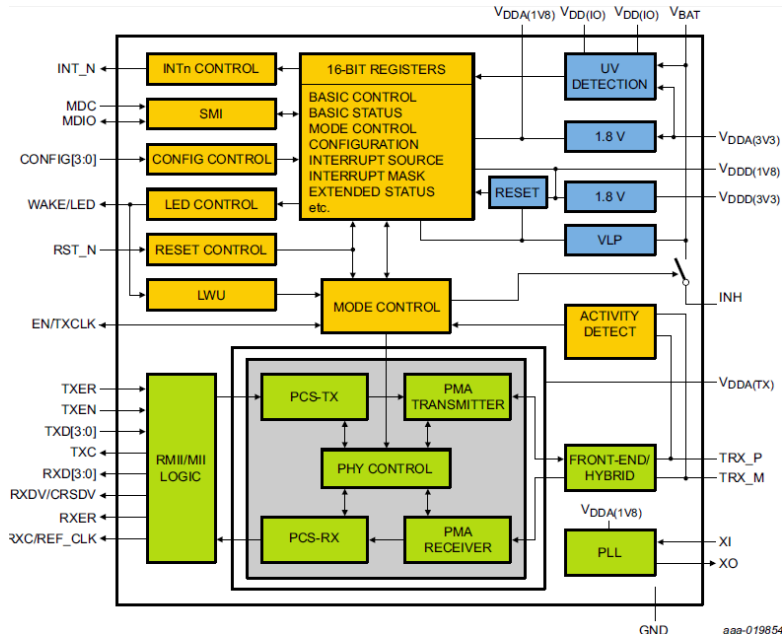 VDDA(1V8)
VDD(IO)
VDD(IO)
VBAT
INT_N
INTn CONTROL
16-BIT REGISTERS
BASIC CONTROL
BASIC STATUS
MODE CONTROL
CONFIGURATION
INTERRUPT SOURCE
INTERRUPT MASK
EXTENDED STATUS
etc.
UV
DETECTION
MDC
MDIO
SMI
1.8 V
VDDA(3V3)
CONFIG[3:0]
CONFIG CONTROL
VDDD(1V8)
WAKE/LED
LED CONTROL
RESET
1.8 V
VDDD(3V3)
RST_N
RESET CONTROL
VLP
LWU
MODE CONTROL
INH
EN/TXCLK
ACTIVITY
DETECT
VDDA(TX)
TXER
TXEN
TXD[3:0]
TXC
RXD[3:0]
RXDV/CRSDV
RXER
RXC/REF_CLK
RMII/MII
LOGIC
PCS-TX
PMA
TRANSMITTER
PHY CONTROL
PCS-RX
PMA
RECEIVER
FRONT-END/
HYBRID
TRX_P
TRX_M
VDDA(1V8)
PLL
XI
XO
GND
aaa-019854